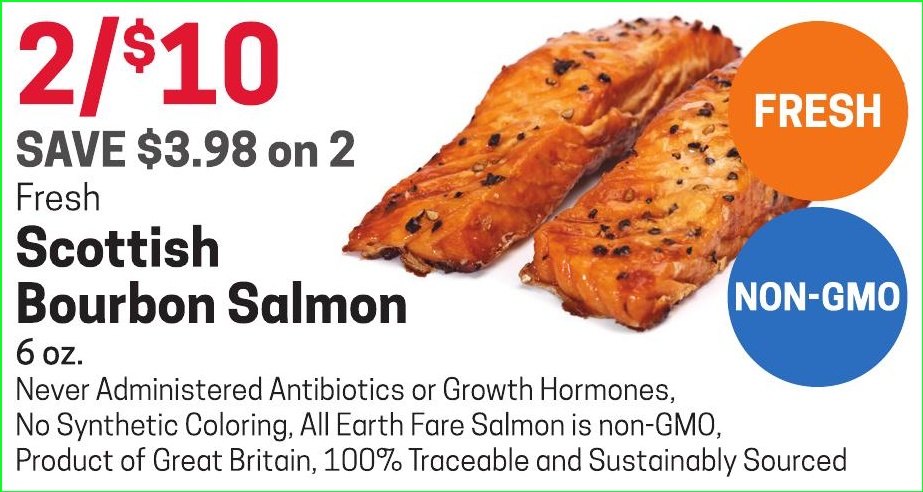 2/$10
SAVE $3.98 on 2
Fresh
Scottish
Bourbon Salmon
6 oz.
Never Administered Antibiotics or Growth Hormones,
No Synthetic Coloring, All Earth Fare Salmon is non-GMO,
Product of Great Britain, 100% Traceable and Sustainably Sourced
FRESH
NON-GMO